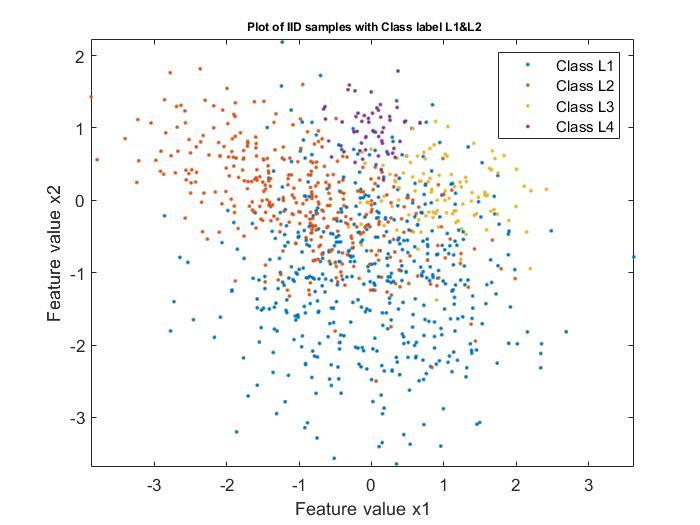 Plot of IID samples with Class label L1&L2
Class L1
Class L2
Class L3
Class L4
Feature value x2
2
1
0
-1
-2
-3
-3
-2
-1
0
1
2
3
Feature value x1